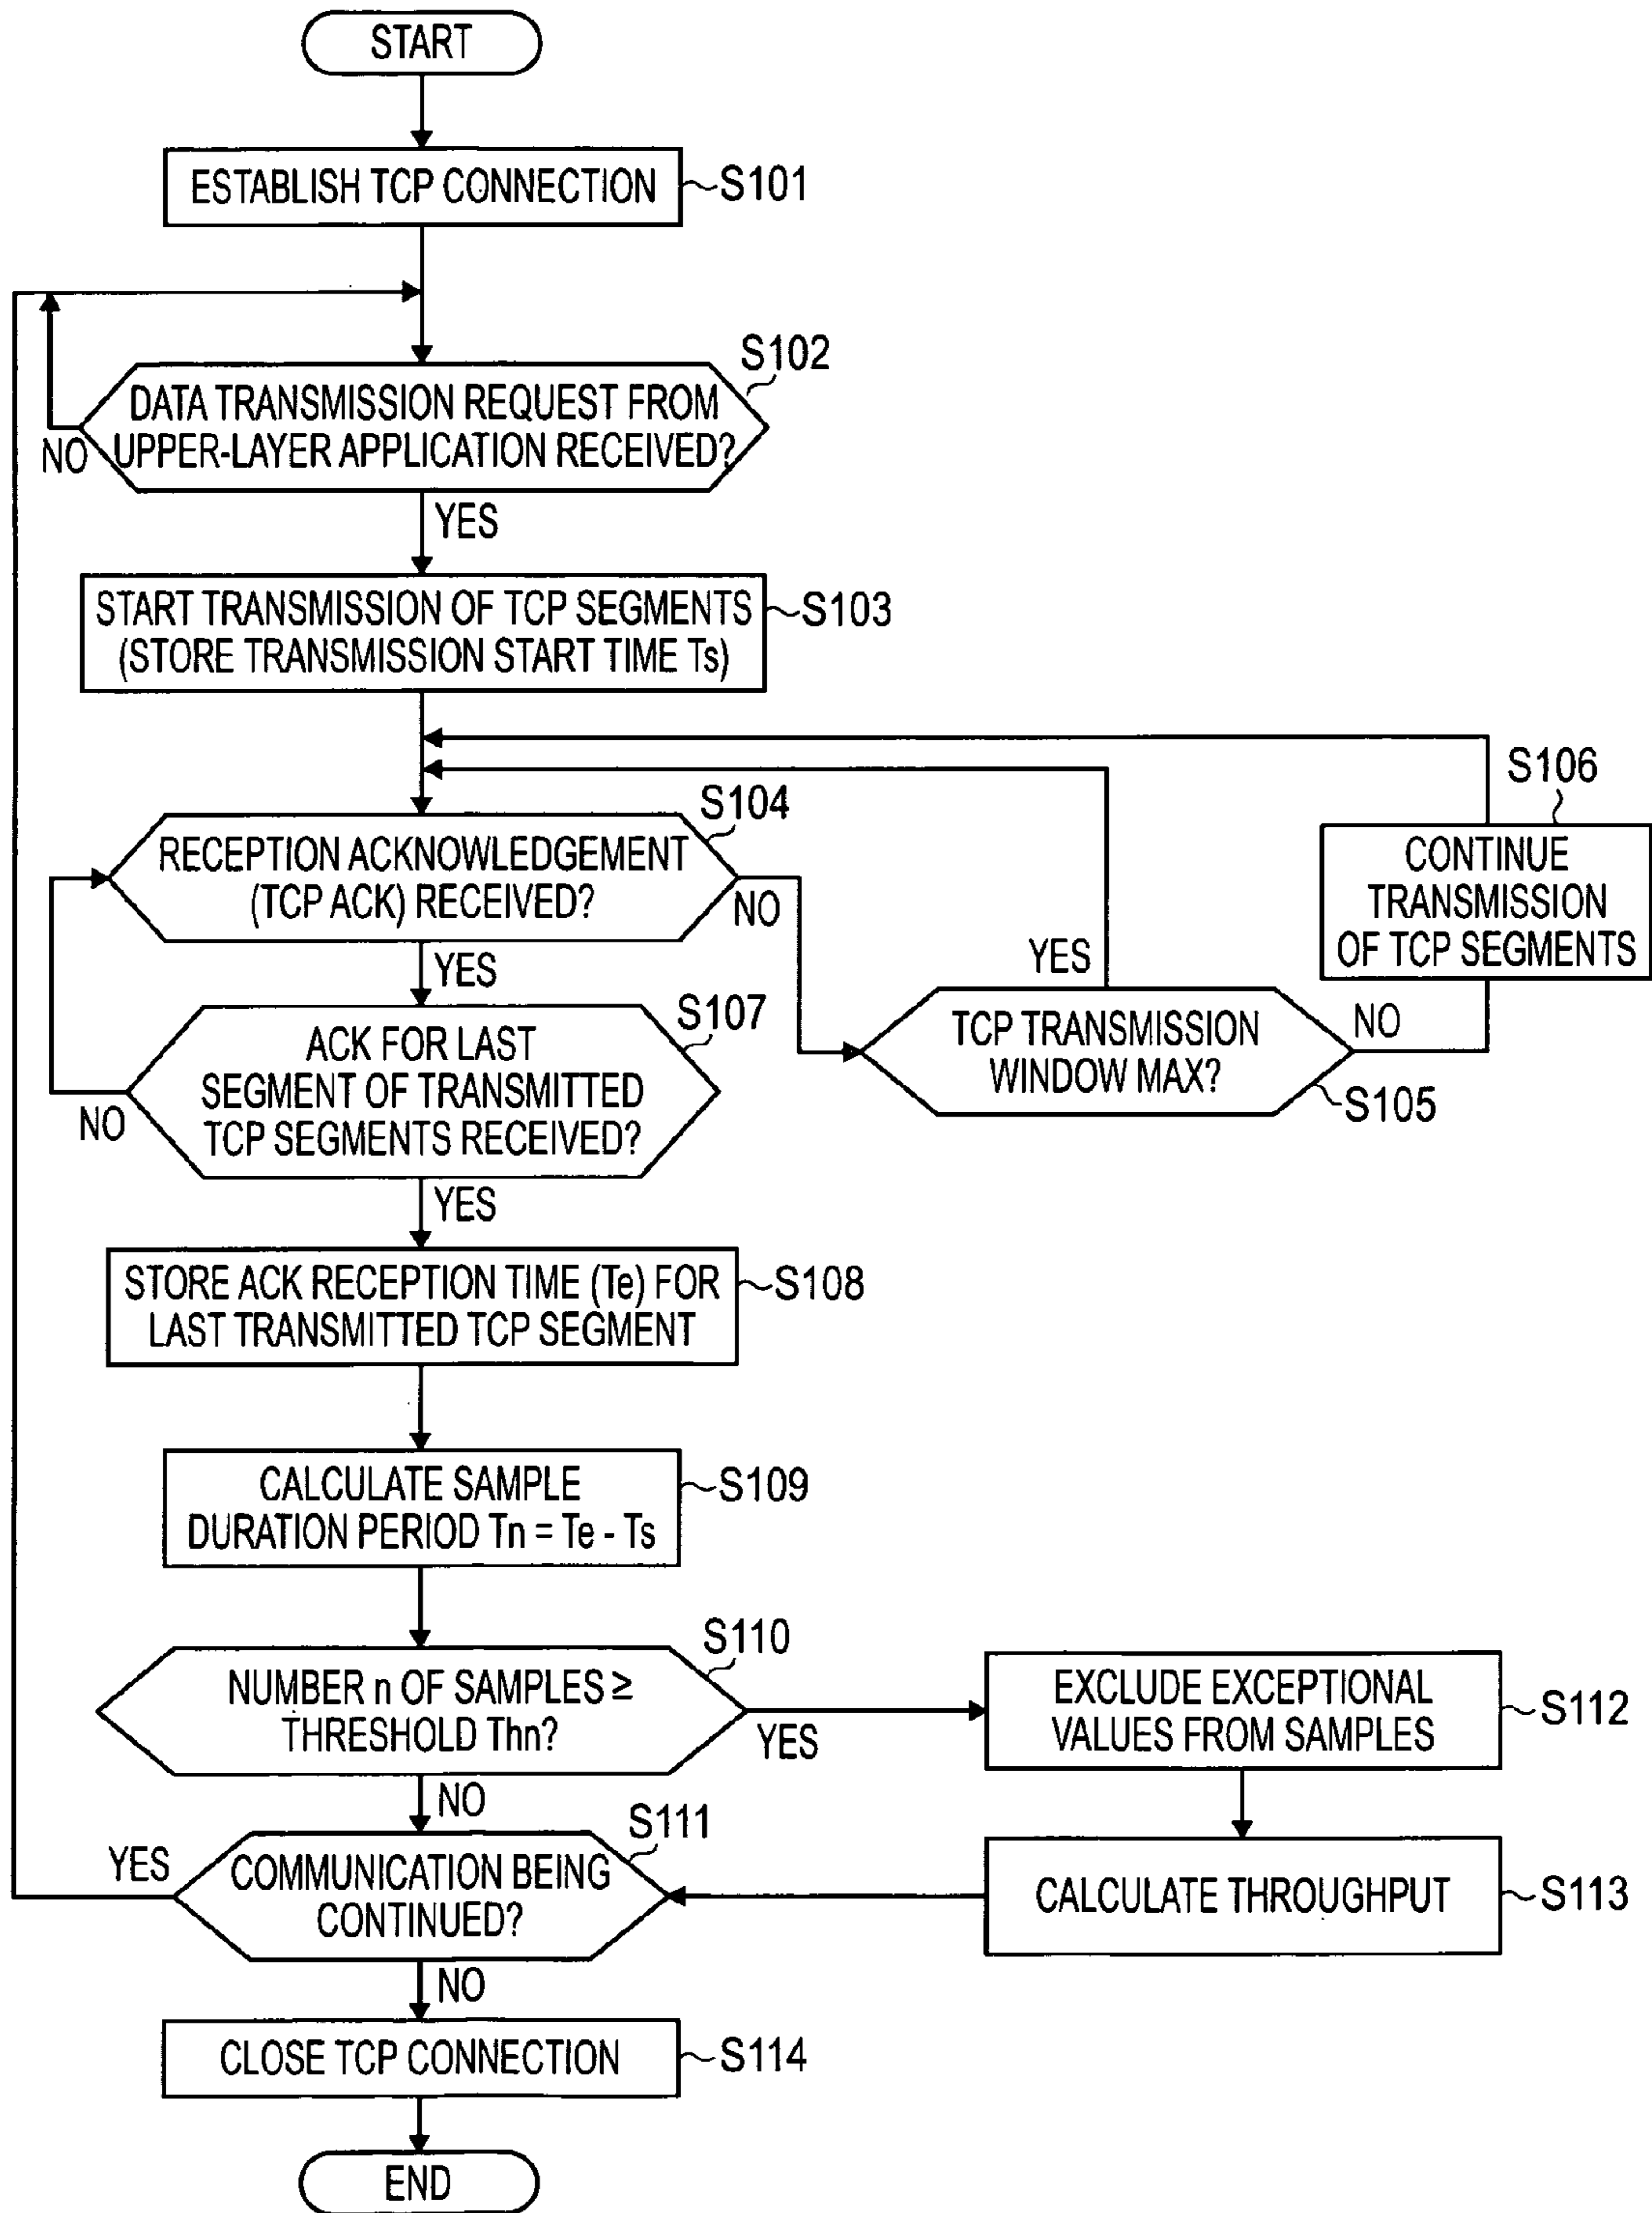 START
ESTABLISH TCP CONNECTION
S101
S102
DATA TRANSMISSION REQUEST FROM
UPPER-LAYER APPLICATION RECEIVED?
NO
YES
START TRANSMISSION OF TCP SEGMENTS
(STORE TRANSMISSION START TIME Ts)
S103
S104
RECEPTION ACKNOWLEDGEMENT
(TCP ACK) RECEIVED?
NO
YES
S106
CONTINUE
TRANSMISSION
OF TCP SEGMENTS
YES
TCP TRANSMISSION
WINDOW MAX?
NO
S105
S107
ACK FOR LAST
SEGMENT OF TRANSMITTED
TCP SEGMENTS RECEIVED?
NO
YES
STORE ACK RECEPTION TIME (Te) FOR
LAST TRANSMITTED TCP SEGMENT
S108
CALCULATE SAMPLE
DURATION PERIOD Tn = Te - Ts
S109
S110
NUMBER n OF SAMPLES ≥
THRESHOLD Thn?
YES
NO
EXCLUDE EXCEPTIONAL
VALUES FROM SAMPLES
S112
S111
YES
COMMUNICATION BEING
CONTINUED?
CALCULATE THROUGHPUT
S113
NO
CLOSE TCP CONNECTION
S114
END